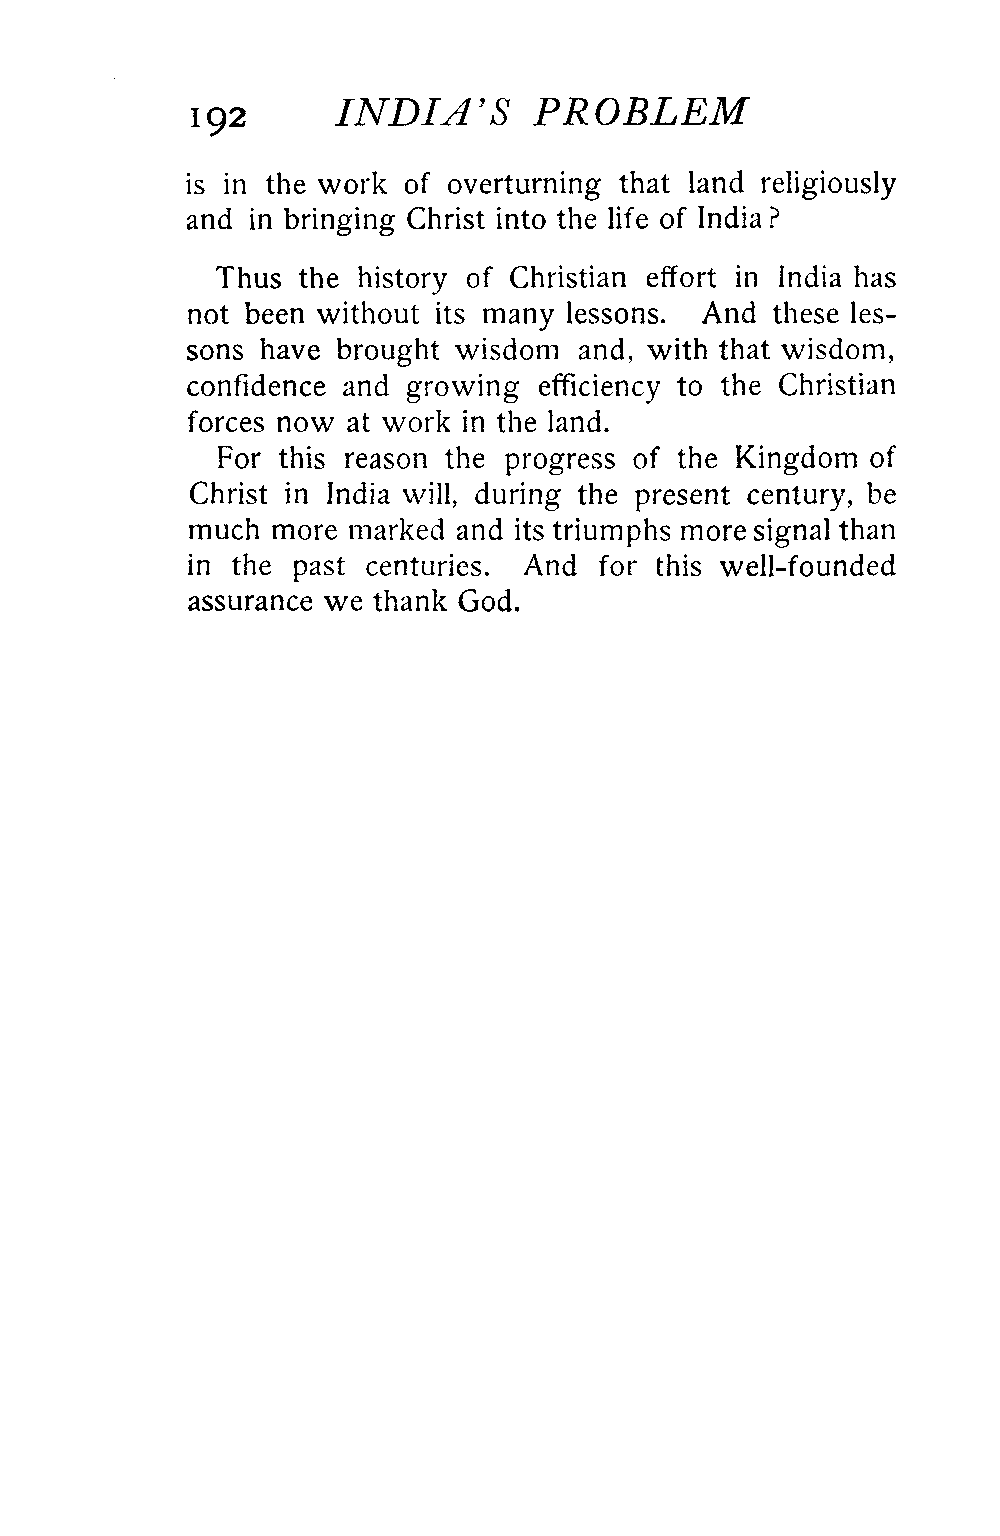 192 INDIA'S PROBLEM
is in the work of overturning that land religiously
and in bringing Christ into the life of India?
Thus the history of Christian effort in India has
not been without its many lessons. And these les-
sons have brought wisdom and, with that wisdom,
confidence and growing efficiency to the Christian
forces now at work in the land.
For this reason the progress of the Kingdom of
Christ in India will, during the present century, be
much more marked and its triumphs more signal than
in the past centuries. And for this well-founded
assurance we thank God.